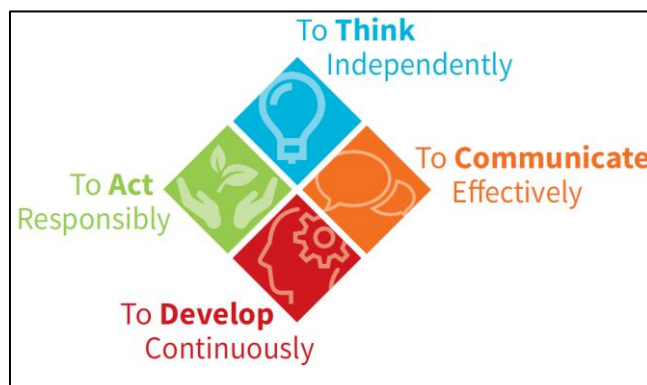 To Think
Independently
To Communicate
Effectively
To Act
Responsibly
To Develop
Continuously